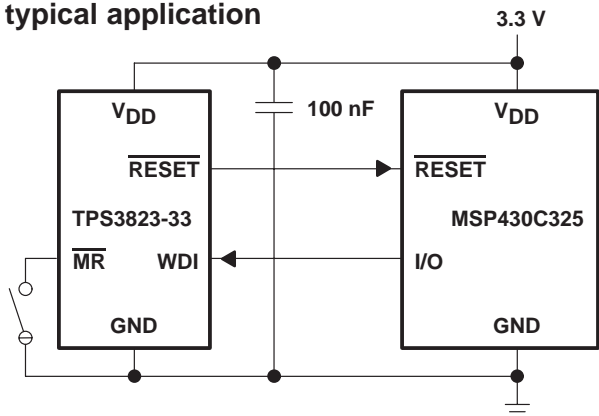 typical application
3.3 V
VDD
100 nF
VDD
RESET
RESET
TPS3823-33
MSP430C325
MR
WDI
I/O
GND
GND